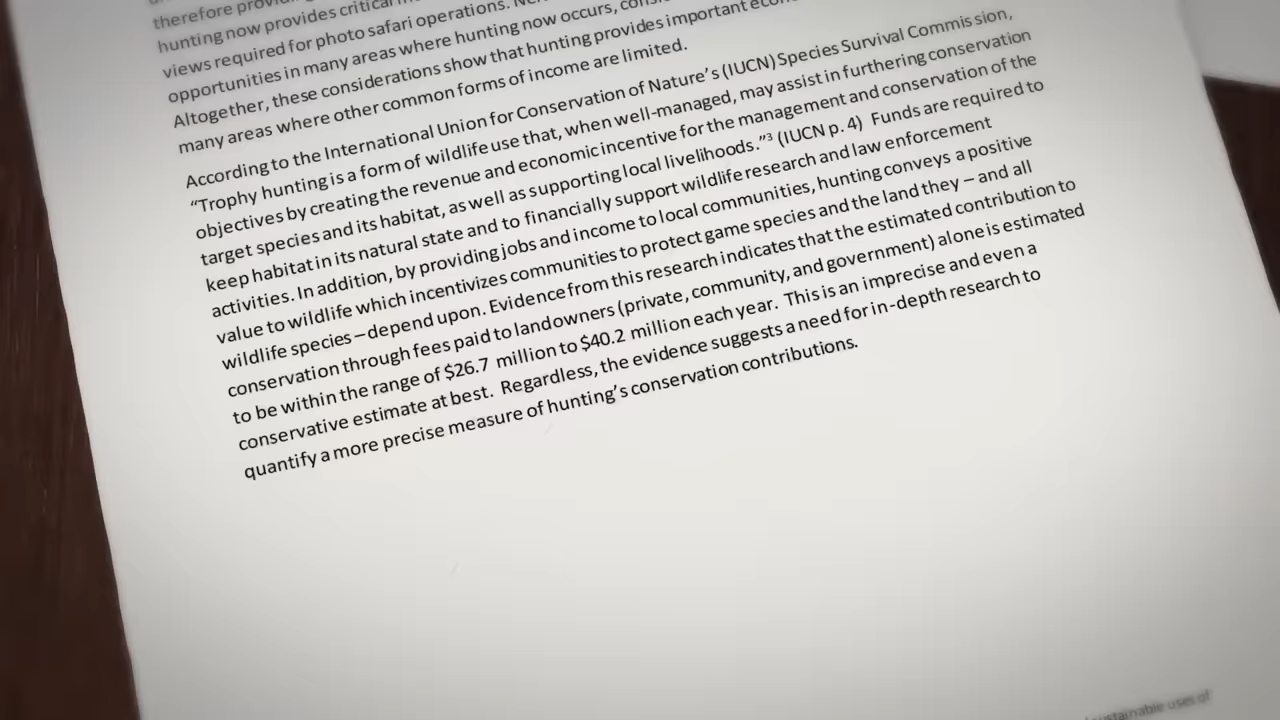 therefore
hunting now provides critical
views required for photo safari operations.
opportunities in many areas where hunting now occurs,
Altogether, these considerations show that hunting provides important
many areas where other common forms of income are limited.
According to the International Union for Conservation of Nature's (IUCN) Species Survival Commission,
“Trophy hunting is a form of wildlife use that, when well-managed, may assist in furthering conservation
objectives by creating the revenue and economic incentive for the management and conservation of the
target species and its habitat, as well as supporting local livelihoods.”³ (IUCN p. 4) Funds are required to
keep habitat in its natural state and to financially support wildlife research and law enforcement
activities. In addition, by providing jobs and income to local communities, hunting conveys a positive
value to wildlife which incentivizes communities to protect game species and the land they – and all
wildlife species – depend upon. Evidence from this research indicates that the estimated contribution to
conservation through fees paid to landowners (private, community, and government) alone is estimated
to be within the range of $26.7 million to $40.2 million each year. This is an imprecise and even a
conservative estimate at best. Regardless, the evidence suggests a need for in-depth research to
quantify a more precise measure of hunting's conservation contributions.
sustainable uses of